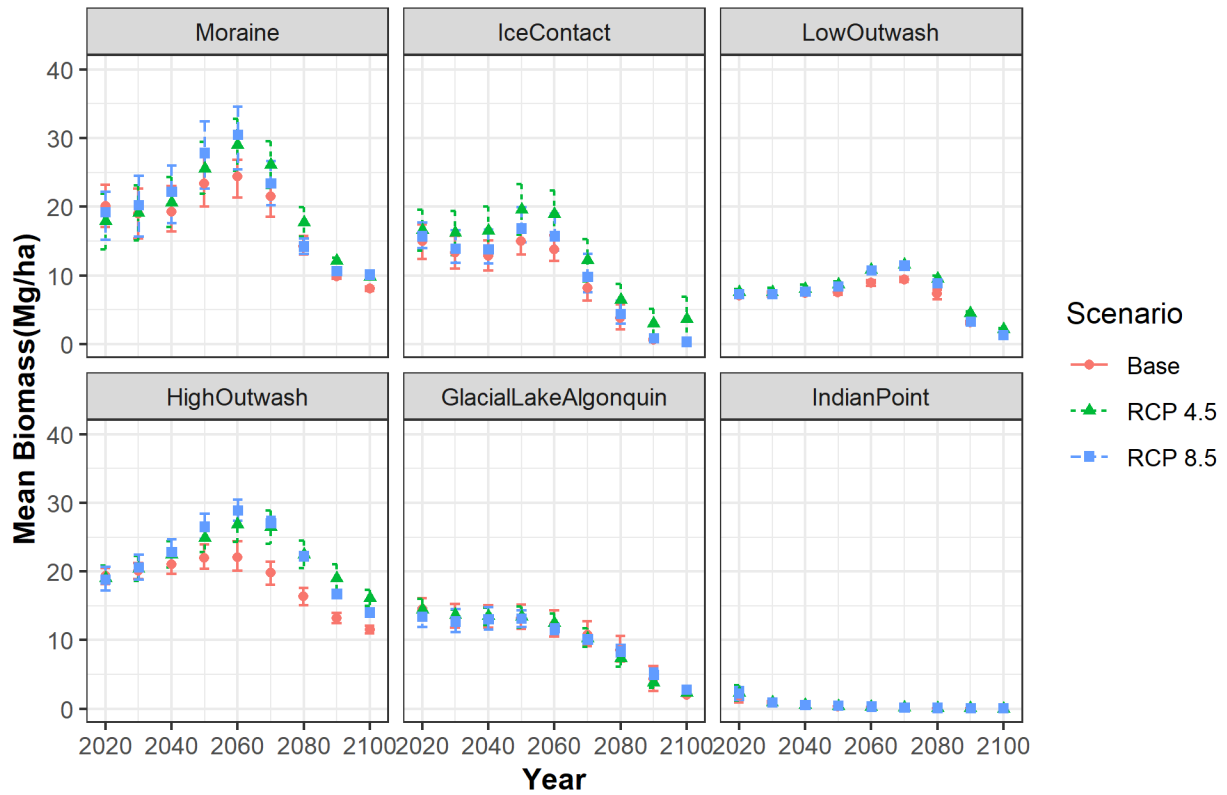 Moraine
IceContact
LowOutwash
40
30
20
10
0
HighOutwash
GlacialLakeAlgonquin
IndianPoint
40
30
20
10
0
Mean Biomass(Mg/ha)
2020 2040 2060 2080 2100
2020 2040 2060 2080 2100
2020 2040 2060 2080 2100
Year
Scenario
Base
RCP 4.5
RCP 8.5